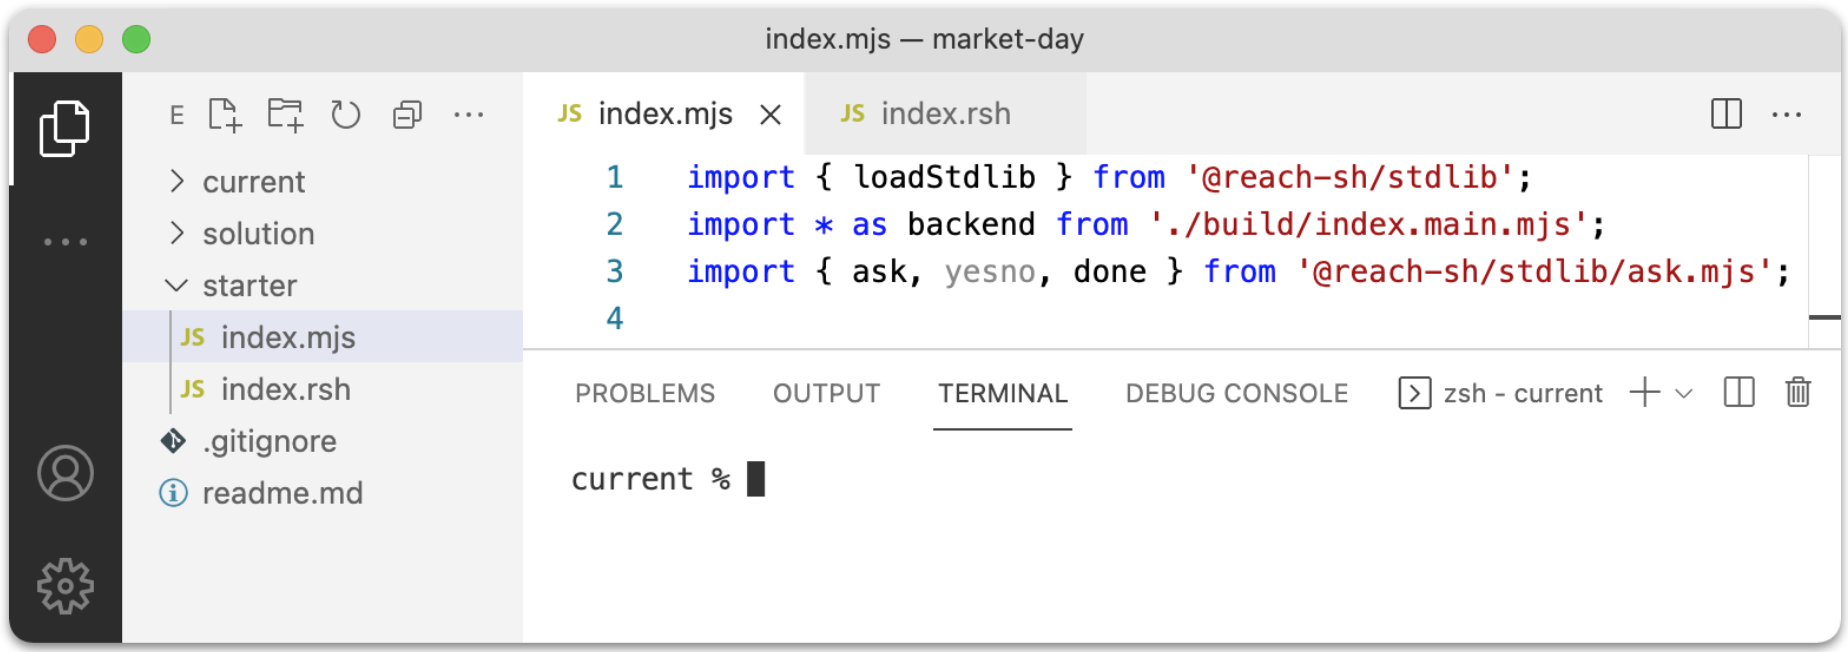 index.mjs — market-day
E
current
solution
starter
JS index.mjs
JS index.rsh
.gitignore
readme.md
JS index.mjs
JS index.rsh
1 import { loadStdlib } from '@reach-sh/stdlib';
2 import * as backend from './build/index.main.mjs';
3 import { ask, yesno, done } from '@reach-sh/stdlib/ask.mjs';
4
PROBLEMS OUTPUT TERMINAL DEBUG CONSOLE zsh - current
current %